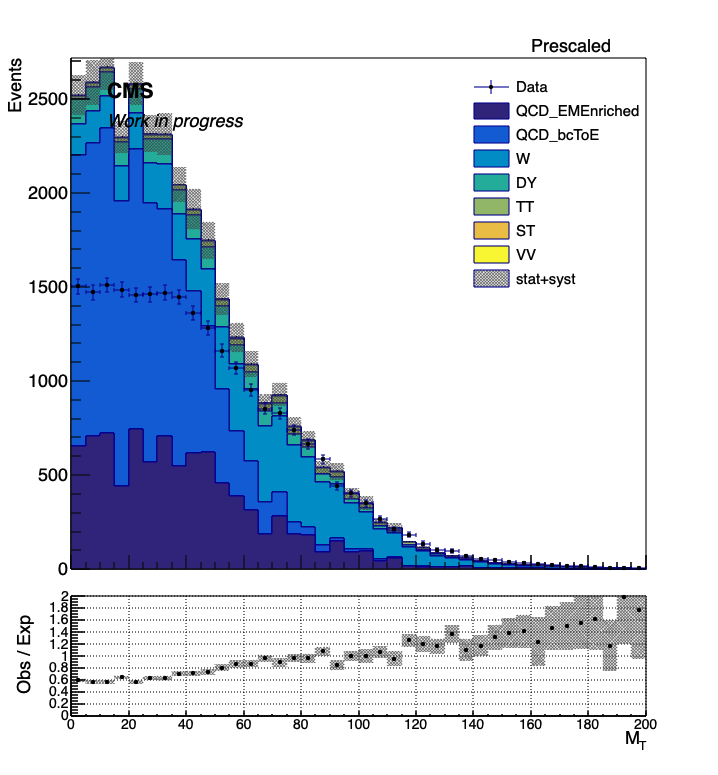 Prescaled
Events
CMS
Work in progress
Data
QCD_EMEnriched
QCD_bcToE
W
DY
TT
ST
VV
stat+syst
2500
2000
1500
1000
500
0
Obs / Exp
2
1.8
1.6
1.4
1.2
1
0.8
0.6
0.4
0.2
0
0 20 40 60 80 100 120 140 160 180 200
M_T